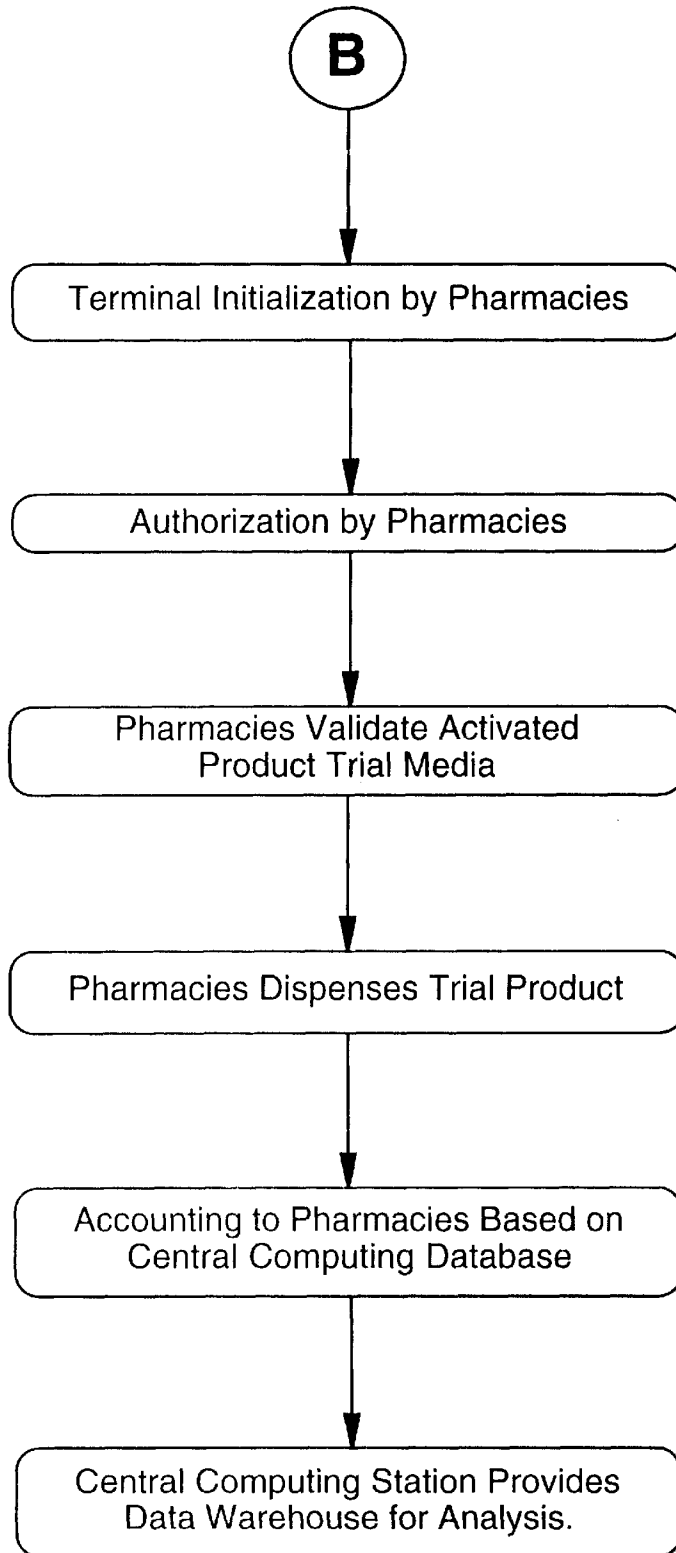 B
Terminal Initialization by Pharmacies
Authorization by Pharmacies
Pharmacies Validate Activated
Product Trial Media
Pharmacies Dispenses Trial Product
Accounting to Pharmacies Based on
Central Computing Database
Central Computing Station Provides
Data Warehouse for Analysis.